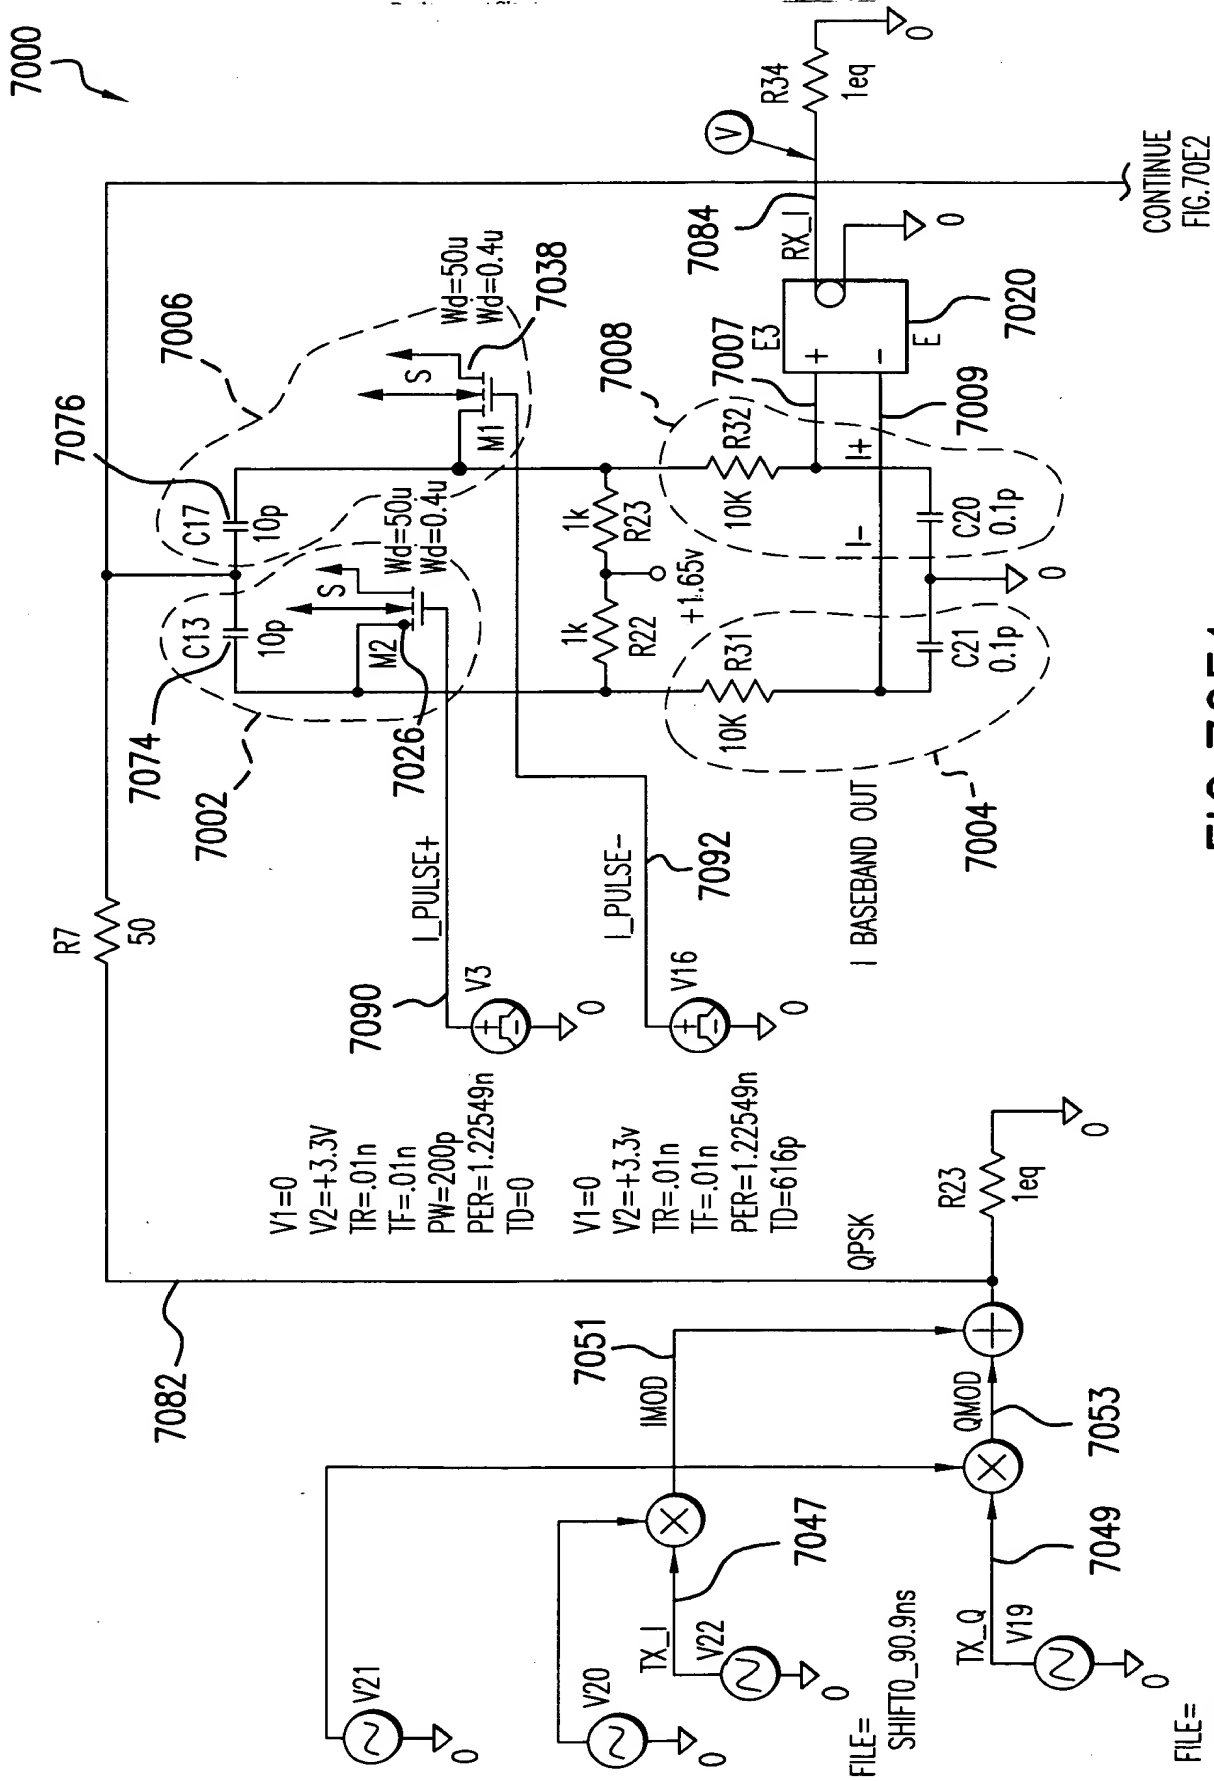 7000
R7
50
7082
7074
7076
7002
7006
C13
10p
C17
10p
S
M2
Wd=50u
Wd=0.4u
7026
S
M1
Wd=50u
Wd=0.4u
7038
I_PULSE+
7090
V3
0
V1=0
V2=+3.3V
TR=.01n
TF=.01n
PW=200p
PER=1.22549n
TD=0
I_PULSE–
7092
V16
0
V1=0
V2=+3.3v
TR=.01n
TF=.01n
PER=1.22549n
TD=616p
1k
R22
1k
R23
+1.65v
R31
10K
R32
10K
7008
7007
7009
I–
I+
C21
0.1p
C20
0.1p
0
7004
I BASEBAND OUT
E3
+
–
E
7020
0
RX_I
7084
V
R34
1eq
0
CONTINUE
FIG.70E2
V21
0
V20
0
TX_I
V22
0
FILE=
SHIFT0_90.9ns
7047
IMOD
7051
TX_Q
V19
0
FILE=
7049
QMOD
7053
QPSK
R23
1eq
0